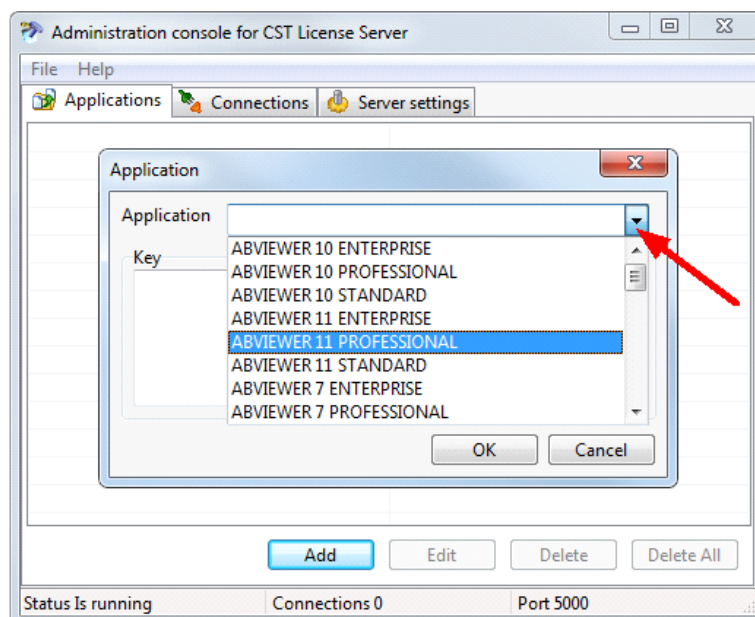 Administration console for CST License Server
File Help
Applications Connections Server settings
Application
Application
Key
ABVIEWER 10 ENTERPRISE
ABVIEWER 10 PROFESSIONAL
ABVIEWER 10 STANDARD
ABVIEWER 11 ENTERPRISE
ABVIEWER 11 PROFESSIONAL
ABVIEWER 11 STANDARD
ABVIEWER 7 ENTERPRISE
ABVIEWER 7 PROFESSIONAL
OK Cancel
Add Edit Delete Delete All
Status Is running Connections 0 Port 5000